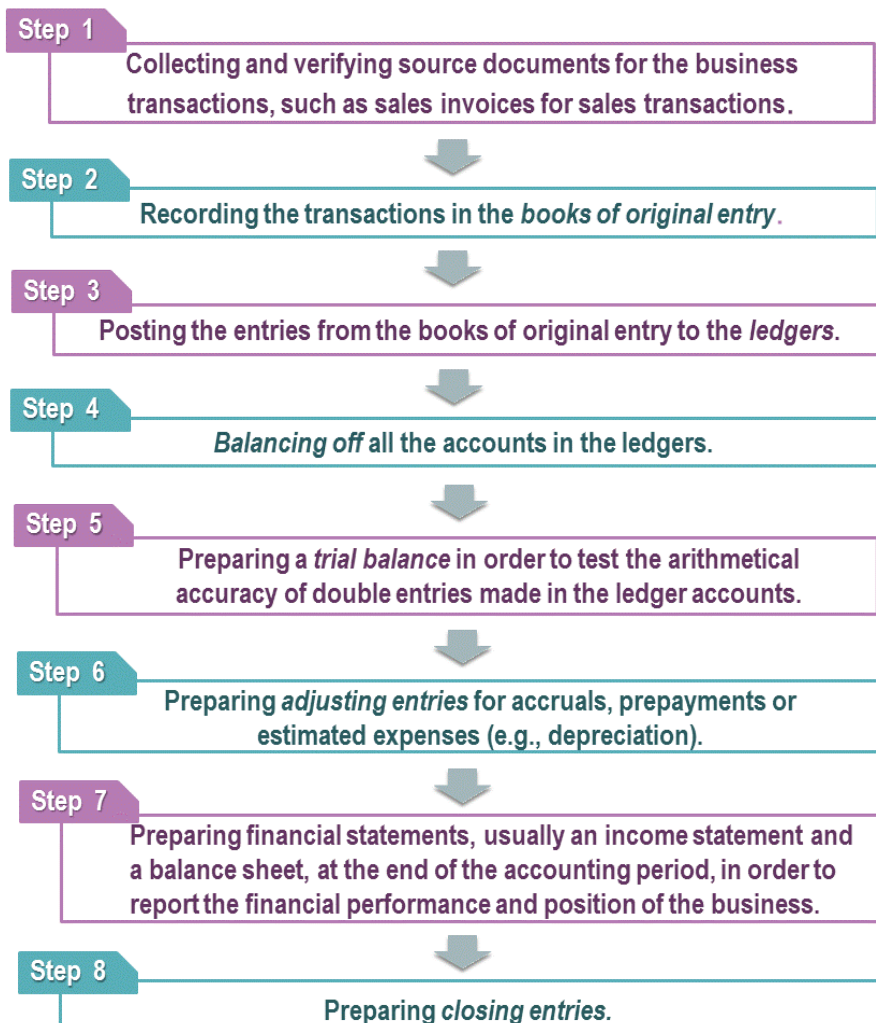 Step 1
Collecting and verifying source documents for the business
transactions, such as sales invoices for sales transactions.
Step 2
Recording the transactions in the books of original entry.
Step 3
Posting the entries from the books of original entry to the ledgers.
Step 4
Balancing off all the accounts in the ledgers.
Step 5
Preparing a trial balance in order to test the arithmetical
accuracy of double entries made in the ledger accounts.
Step 6
Preparing adjusting entries for accruals, prepayments or
estimated expenses (e.g., depreciation).
Step 7
Preparing financial statements, usually an income statement and
a balance sheet, at the end of the accounting period, in order to
report the financial performance and position of the business.
Step 8
Preparing closing entries.